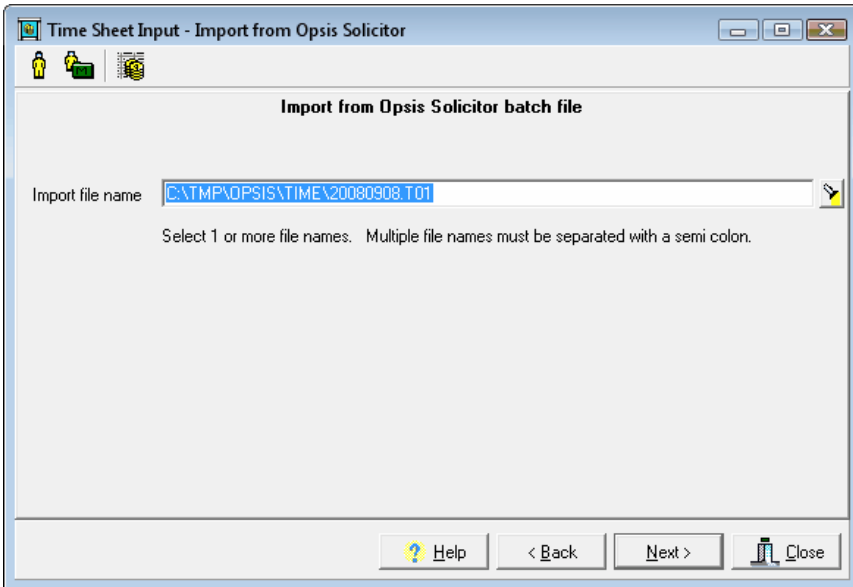 Time Sheet Input - Import from Opsis Solicitor
Import from Opsis Solicitor batch file
Import file name C:\TMP\OPSIS\TIME\20080908.T01
Select 1 or more file names. Multiple file names must be separated with a semi colon.
Help < Back Next > Close